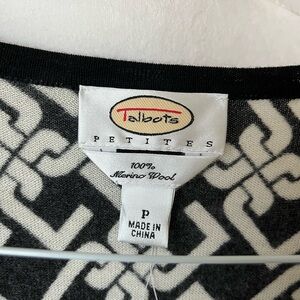 Talbots
PETITES
100%
Merino Wool
P
MADE IN
CHINA